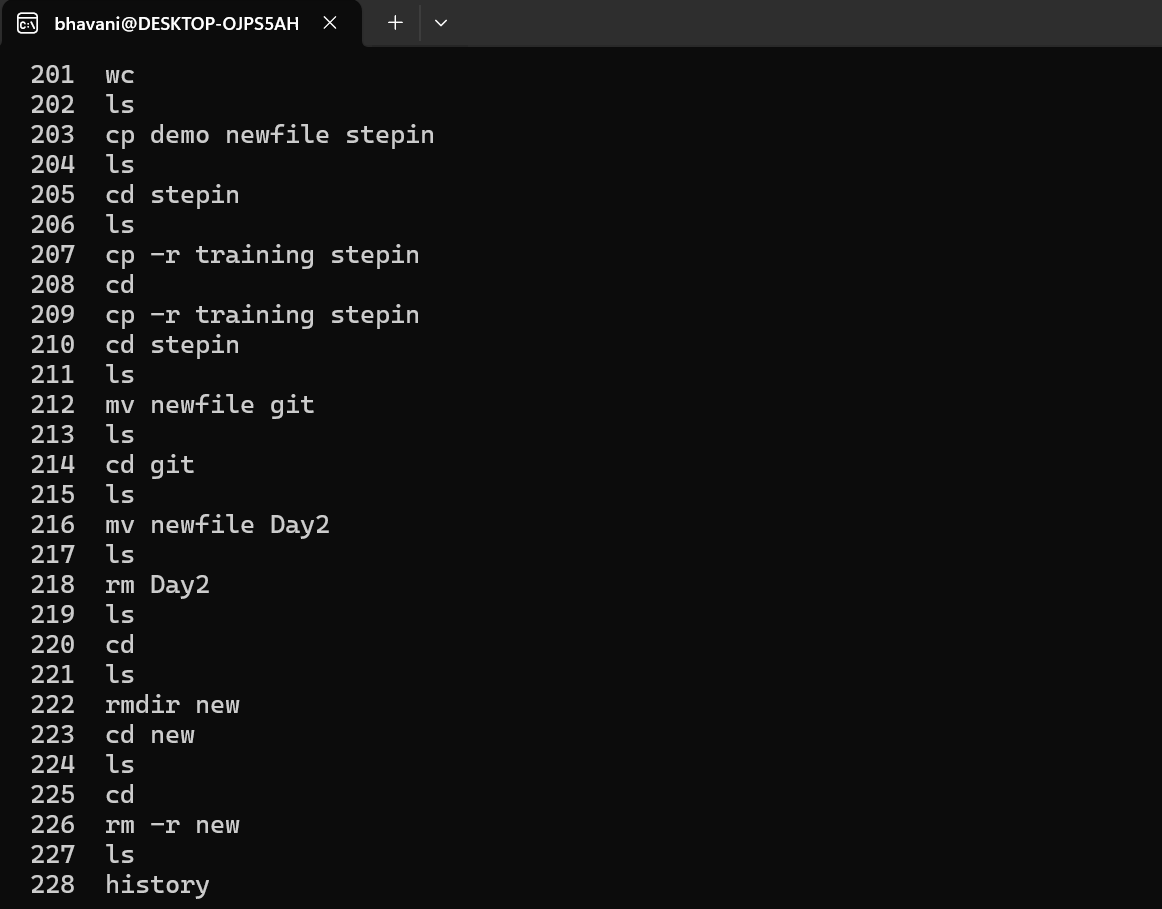 bhavani@DESKTOP-OJPS5AH
201  wc
202  ls
203  cp demo newfile stepin
204  ls
205  cd stepin
206  ls
207  cp -r training stepin
208  cd
209  cp -r training stepin
210  cd stepin
211  ls
212  mv newfile git
213  ls
214  cd git
215  ls
216  mv newfile Day2
217  ls
218  rm Day2
219  ls
220  cd
221  ls
222  rmdir new
223  cd new
224  ls
225  cd
226  rm -r new
227  ls
228  history